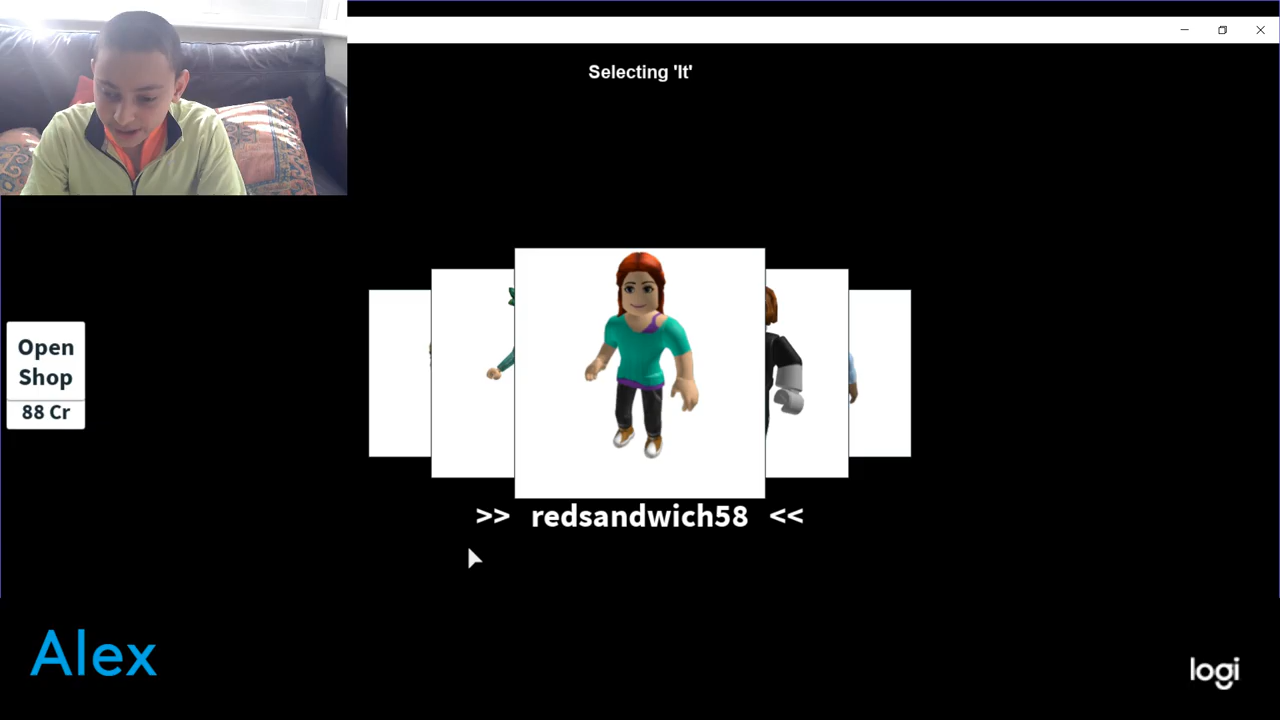 Selecting 'It'
Open
Shop
88 Cr
>> redsandwich58 <<
Alex
logi